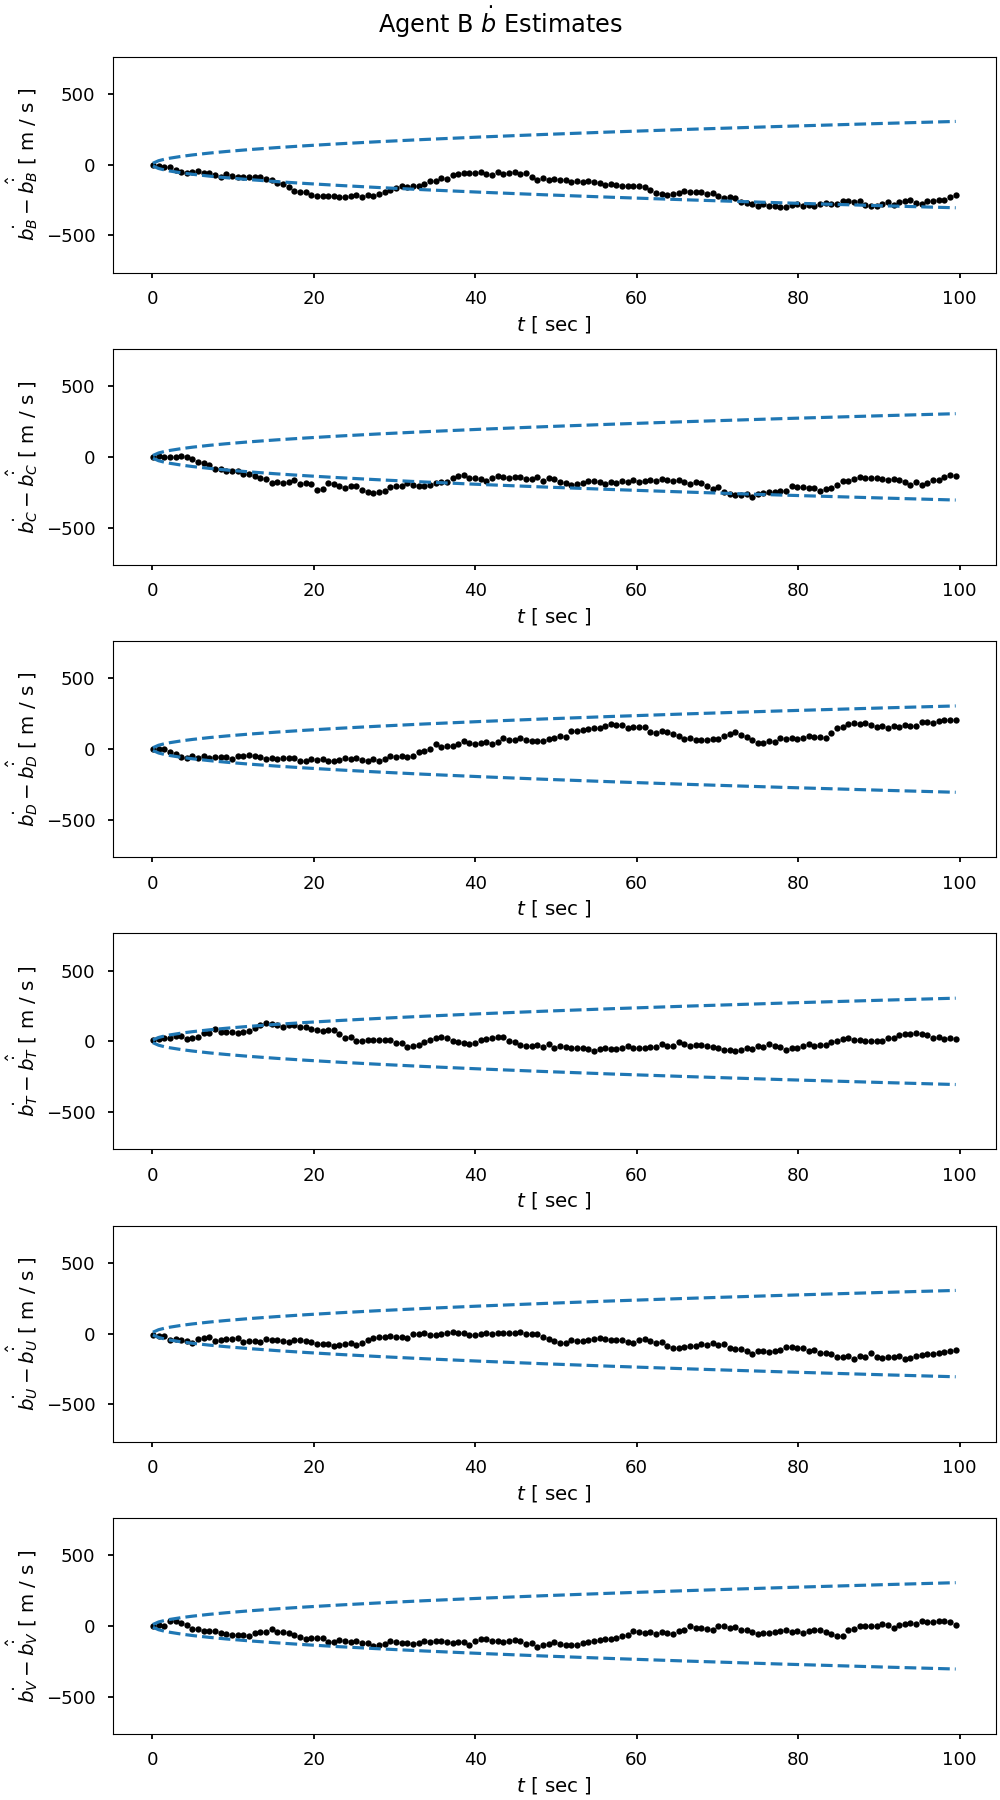 Agent B ḃ Estimates
ḃ_B − ḃ̂_B [ m / s ]
500
0
−500
0 20 40 60 80 100
t [ sec ]
ḃ_C − ḃ̂_C [ m / s ]
500
0
−500
0 20 40 60 80 100
t [ sec ]
ḃ_D − ḃ̂_D [ m / s ]
500
0
−500
0 20 40 60 80 100
t [ sec ]
ḃ_T − ḃ̂_T [ m / s ]
500
0
−500
0 20 40 60 80 100
t [ sec ]
ḃ_U − ḃ̂_U [ m / s ]
500
0
−500
0 20 40 60 80 100
t [ sec ]
ḃ_V − ḃ̂_V [ m / s ]
500
0
−500
0 20 40 60 80 100
t [ sec ]